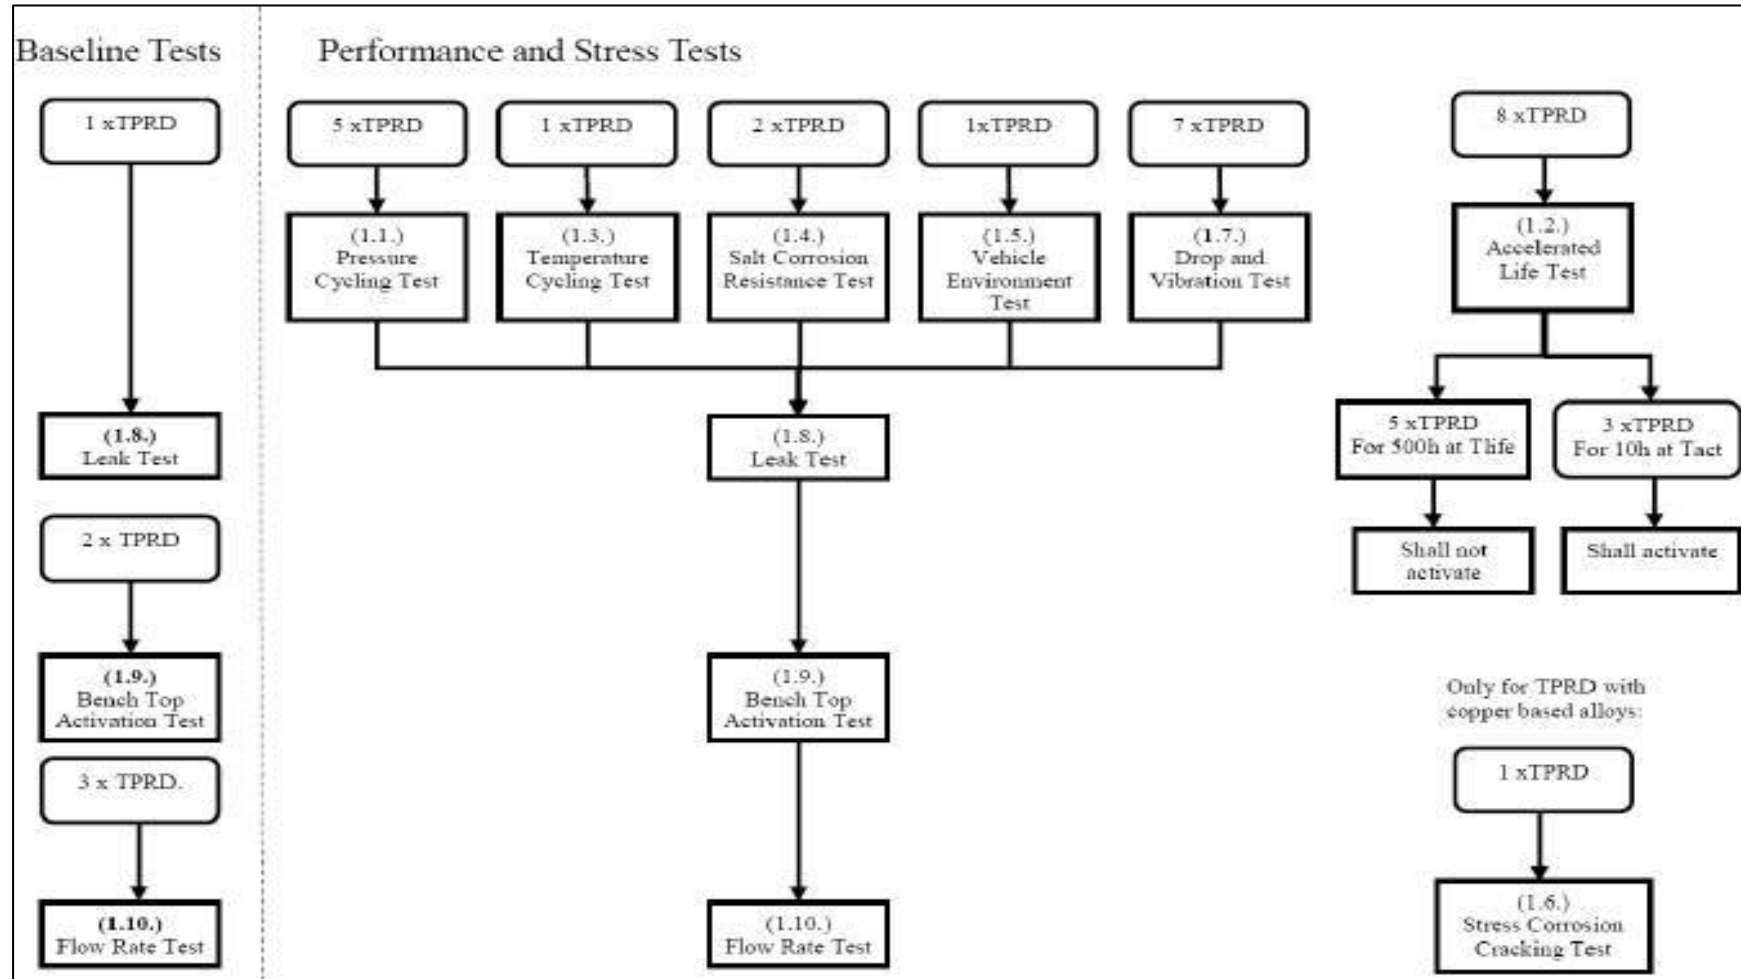 Baseline Tests
Performance and Stress Tests
1 xTPRD
5 xTPRD
1 xTPRD
2 xTPRD
1xTPRD
7 xTPRD
8 xTPRD
(1.1.)
Pressure
Cycling Test
(1.3.)
Temperature
Cycling Test
(1.4.)
Salt Corrosion
Resistance Test
(1.5.)
Vehicle
Environment
Test
(1.7.)
Drop and
Vibration Test
(1.2.)
Accelerated
Life Test
(1.8.)
Leak Test
(1.8.)
Leak Test
5 xTPRD
For 500h at Tlife
3 xTPRD
For 10h at Tact
2 x TPRD
Shall not
activate
Shall activate
(1.9.)
Bench Top
Activation Test
(1.9.)
Bench Top
Activation Test
Only for TPRD with
copper based alloys:
3 x TPRD.
1 xTPRD
(1.10.)
Flow Rate Test
(1.10.)
Flow Rate Test
(1.6.)
Stress Corrosion
Cracking Test